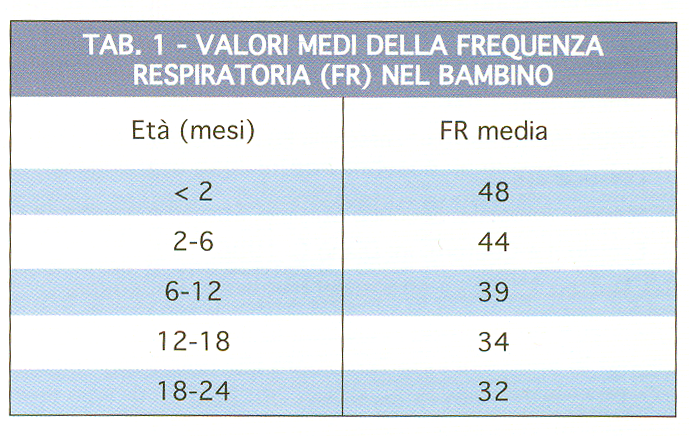 TAB. 1 - VALORI MEDI DELLA FREQUENZA
RESPIRATORIA (FR) NEL BAMBINO
Età (mesi) FR media
< 2 48
2-6 44
6-12 39
12-18 34
18-24 32